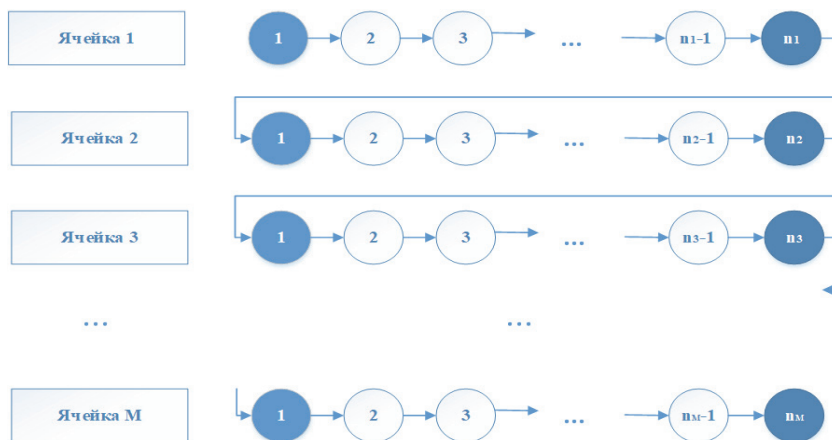 Ячейка 1 1 2 3 ... n₁-1 n₁
Ячейка 2 1 2 3 ... n₂-1 n₂
Ячейка 3 1 2 3 ... n₃-1 n₃
... ...
Ячейка М 1 2 3 ... nₘ-1 nₘ